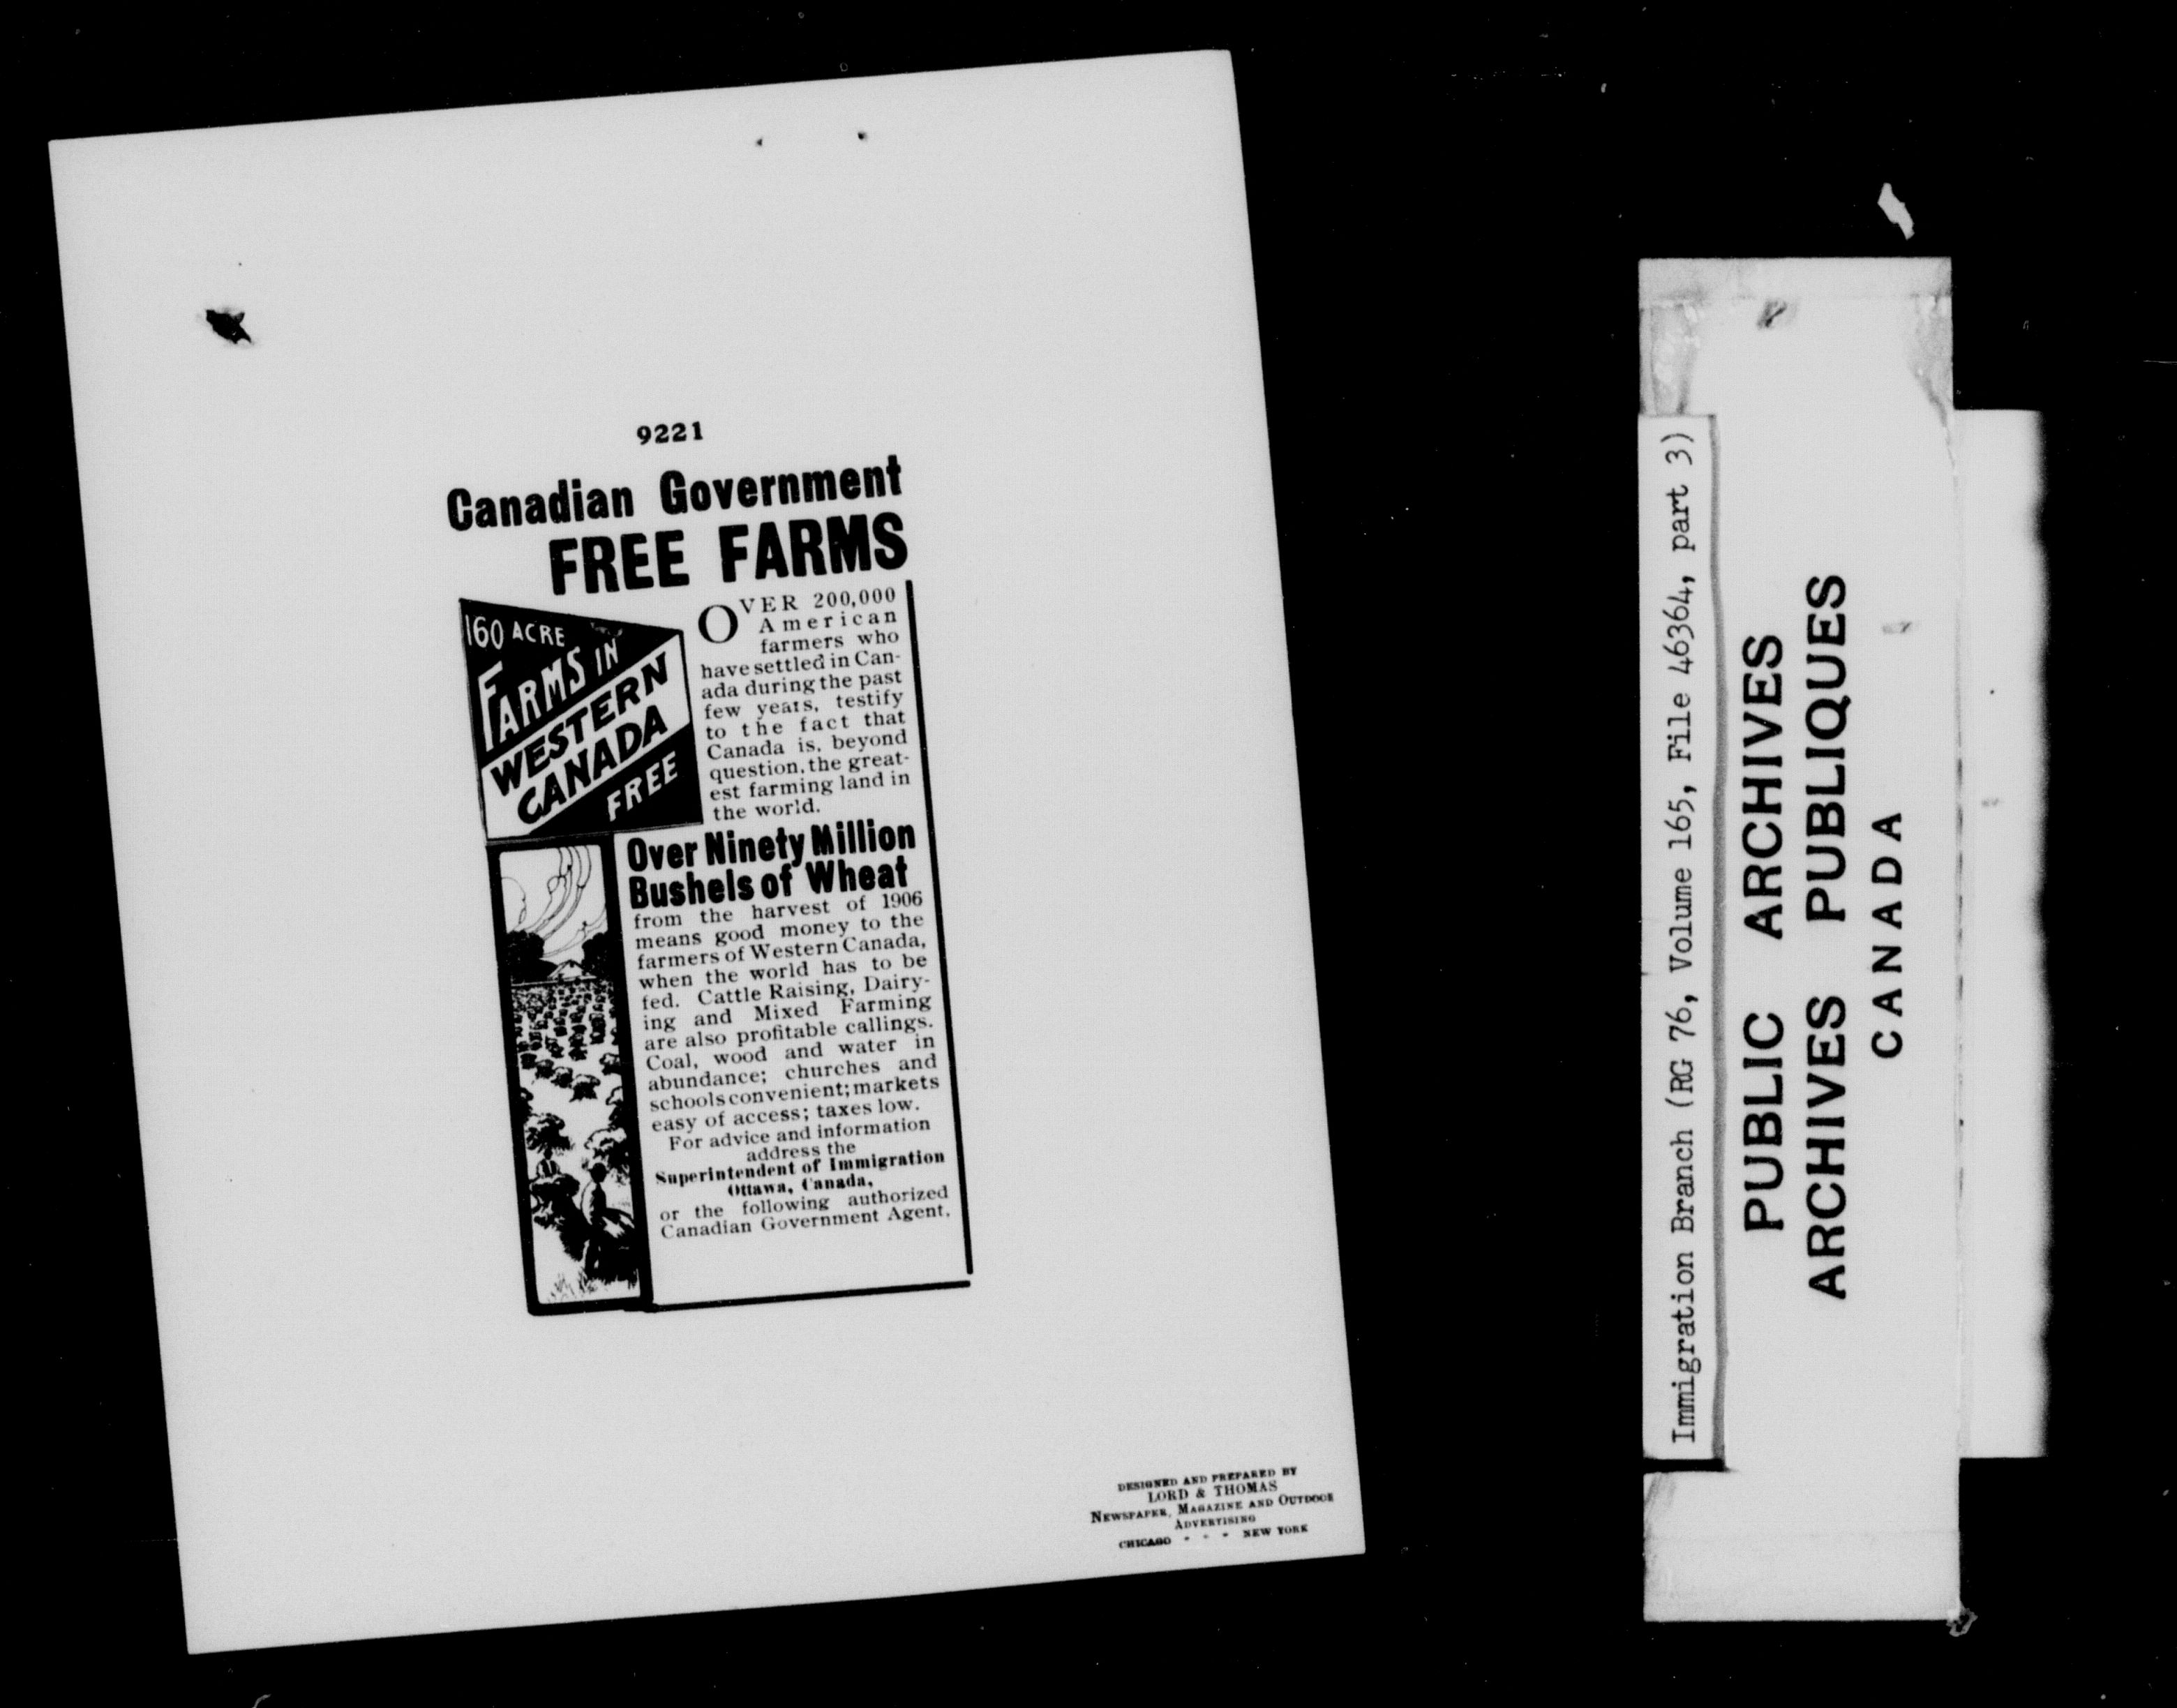 9221
Canadian Government
FREE FARMS
160 ACRE
FARMS IN
WESTERN
CANADA
FREE
OVER 200,000
American
farmers who
have settled in Can-
ada during the past
few years, testify
to the fact that
Canada is, beyond
question, the great-
est farming land in
the world.
Over Ninety Million
Bushels of Wheat
from the harvest of 1906
means good money to the
farmers of Western Canada,
when the world has to be
fed. Cattle Raising, Dairy-
ing and Mixed Farming
are also profitable callings.
Coal, wood and water in
abundance; churches and
schools convenient; markets
easy of access; taxes low.
For advice and information
address the
Superintendent of Immigration
Ottawa, Canada,
or the following authorized
Canadian Government Agent,
DESIGNED AND PREPARED BY
LORD & THOMAS
NEWSPAPER, MAGAZINE AND OUTDOOR
ADVERTISING
CHICAGO - - - NEW YORK
Immigration Branch (RG 76, Volume 165, File 46364, part 3)
PUBLIC ARCHIVES
ARCHIVES PUBLIQUES
CANADA